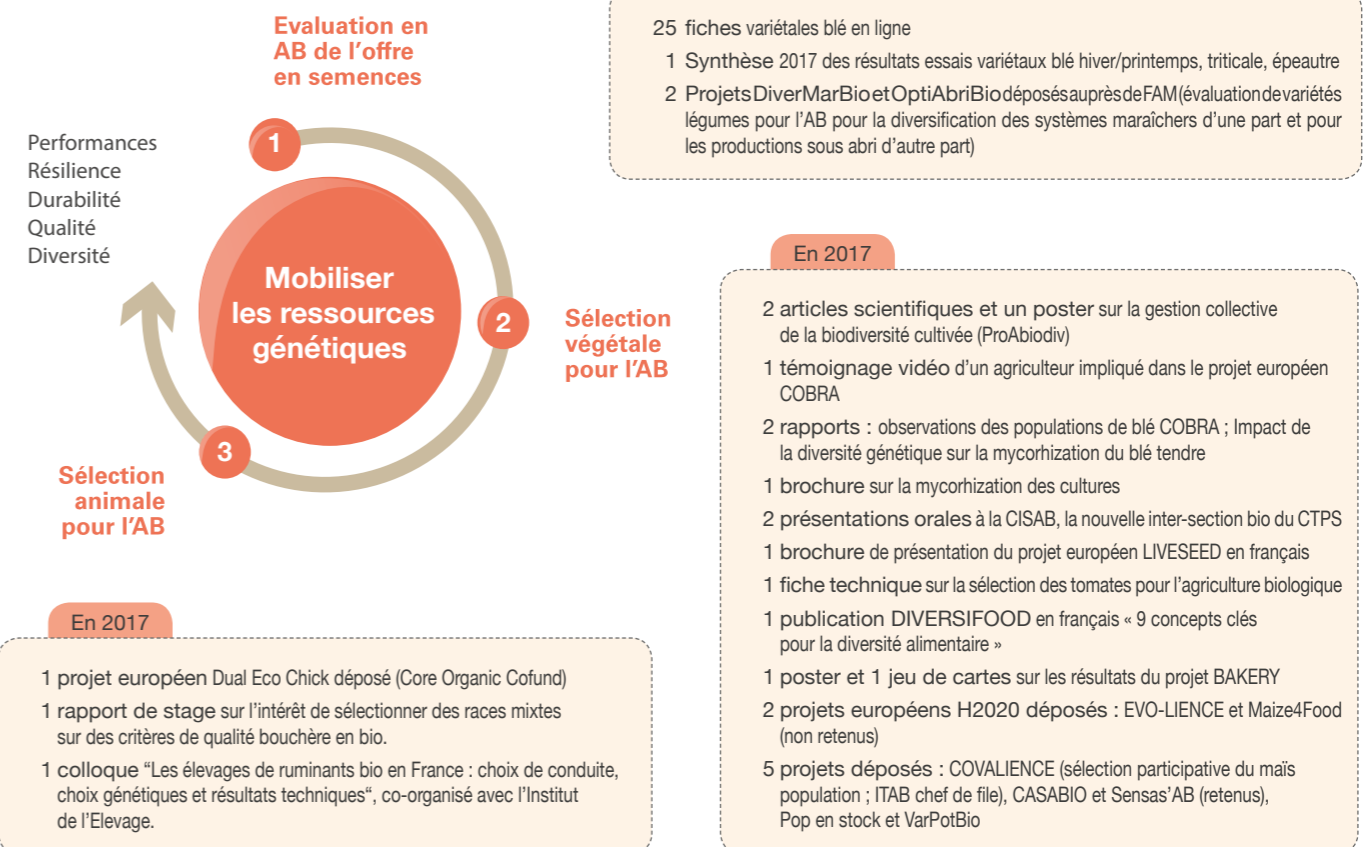 Evaluation en
AB de l'offre
en semences
Performances
Résilience
Durabilité
Qualité
Diversité
1
Mobiliser
les ressources
génétiques
2
Sélection
végétale
pour l'AB
3
Sélection
animale
pour l'AB
25 fiches variétales blé en ligne
1 Synthèse 2017 des résultats essais variétaux blé hiver/printemps, triticale, épeautre
2 Projets DiverMarBio et OptiAbriBio déposés auprès de FAM (évaluation de variétés
légumes pour l'AB pour la diversification des systèmes maraîchers d'une part et pour
les productions sous abri d'autre part)
En 2017
2 articles scientifiques et un poster sur la gestion collective
de la biodiversité cultivée (ProAbiodiv)
1 témoignage vidéo d'un agriculteur impliqué dans le projet européen
COBRA
2 rapports : observations des populations de blé COBRA ; Impact de
la diversité génétique sur la mycorhization du blé tendre
1 brochure sur la mycorhization des cultures
2 présentations orales à la CISAB, la nouvelle inter-section bio du CTPS
1 brochure de présentation du projet européen LIVESEED en français
1 fiche technique sur la sélection des tomates pour l'agriculture biologique
1 publication DIVERSIFOOD en français « 9 concepts clés
pour la diversité alimentaire »
1 poster et 1 jeu de cartes sur les résultats du projet BAKERY
2 projets européens H2020 déposés : EVO-LIENCE et Maize4Food
(non retenus)
5 projets déposés : COVALIENCE (sélection participative du maïs
population ; ITAB chef de file), CASABIO et Sensas'AB (retenus),
Pop en stock et VarPotBio
En 2017
1 projet européen Dual Eco Chick déposé (Core Organic Cofund)
1 rapport de stage sur l'intérêt de sélectionner des races mixtes
sur des critères de qualité bouchère en bio.
1 colloque “Les élevages de ruminants bio en France : choix de conduite,
choix génétiques et résultats techniques“, co-organisé avec l'Institut
de l'Elevage.